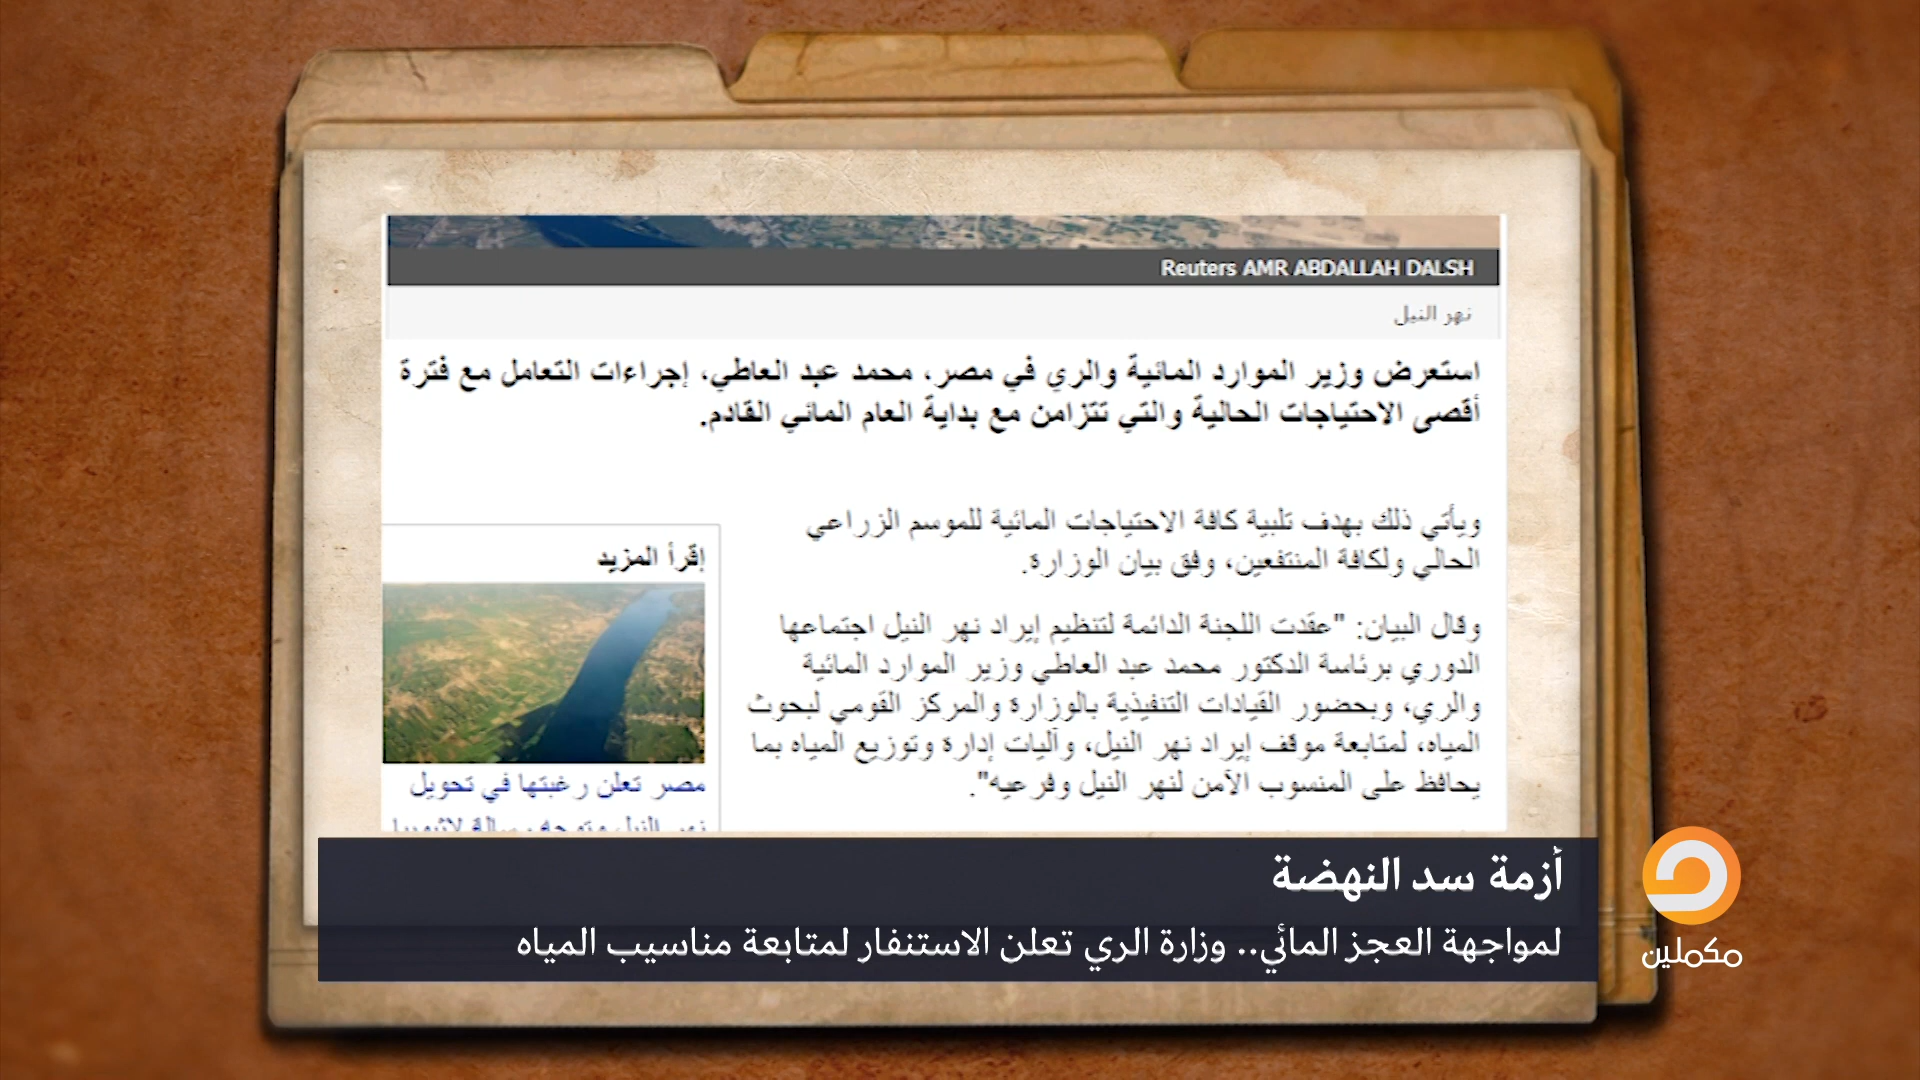 Reuters AMR ABDALLAH DALSH
نهر النيل
استعرض وزير الموارد المائية والري في مصر، محمد عبد العاطي، إجراءات التعامل مع فترة
أقصى الاحتياجات الحالية والتي تتزامن مع بداية العام المائي القادم.
ويأتي ذلك بهدف تلبية كافة الاحتياجات المائية للموسم الزراعي
الحالي ولكافة المنتفعين، وفق بيان الوزارة.
وقال البيان: "عقدت اللجنة الدائمة لتنظيم إيراد نهر النيل اجتماعها
الدوري برئاسة الدكتور محمد عبد العاطي وزير الموارد المائية
والري، وبحضور القيادات التنفيذية بالوزارة والمركز القومي لبحوث
المياه، لمتابعة موقف إيراد نهر النيل، وآليات إدارة وتوزيع المياه بما
يحافظ على المنسوب الآمن لنهر النيل وفرعيه".
إقرأ المزيد
مصر تعلن رغبتها في تحويل
نهر النيل وتوجه رسالة لإثيوبيا
أزمة سد النهضة
لمواجهة العجز المائي.. وزارة الري تعلن الاستنفار لمتابعة مناسيب المياه
مكملين